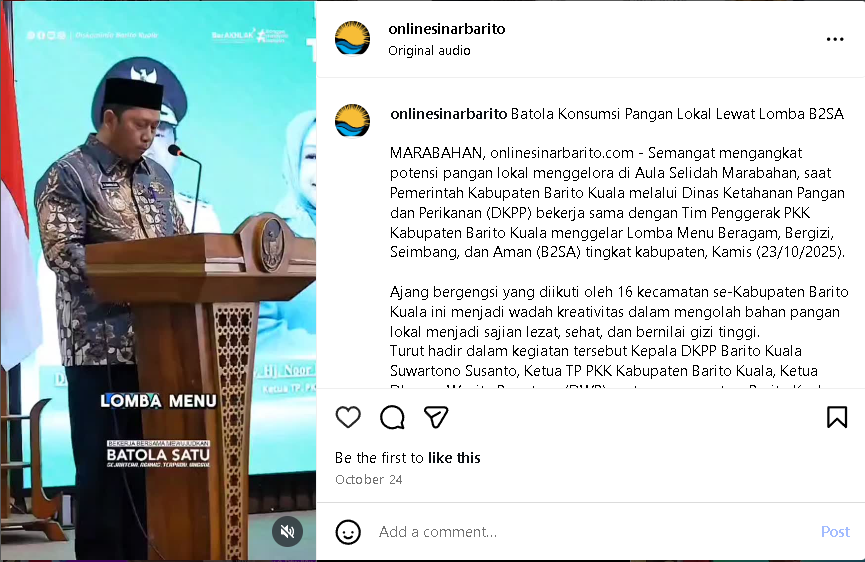 BerAKHLAK
LOMBA MENU
BEKERJA BERSAMA MEWUJUDKAN
BATOLA SATU
SEJAHTERA, AGAMIS, TERPADU, UNGGUL
Hj. Noor
Ketua TP. PK
onlinesinarbarito
Original audio
onlinesinarbarito Batola Konsumsi Pangan Lokal Lewat Lomba B2SA
MARABAHAN, onlinesinarbarito.com - Semangat mengangkat
potensi pangan lokal menggelora di Aula Selidah Marabahan, saat
Pemerintah Kabupaten Barito Kuala melalui Dinas Ketahanan Pangan
dan Perikanan (DKPP) bekerja sama dengan Tim Penggerak PKK
Kabupaten Barito Kuala menggelar Lomba Menu Beragam, Bergizi,
Seimbang, dan Aman (B2SA) tingkat kabupaten, Kamis (23/10/2025).
Ajang bergengsi yang diikuti oleh 16 kecamatan se-Kabupaten Barito
Kuala ini menjadi wadah kreativitas dalam mengolah bahan pangan
lokal menjadi sajian lezat, sehat, dan bernilai gizi tinggi.
Turut hadir dalam kegiatan tersebut Kepala DKPP Barito Kuala
Suwartono Susanto, Ketua TP PKK Kabupaten Barito Kuala, Ketua
Be the first to like this
October 24
Add a comment...
Post